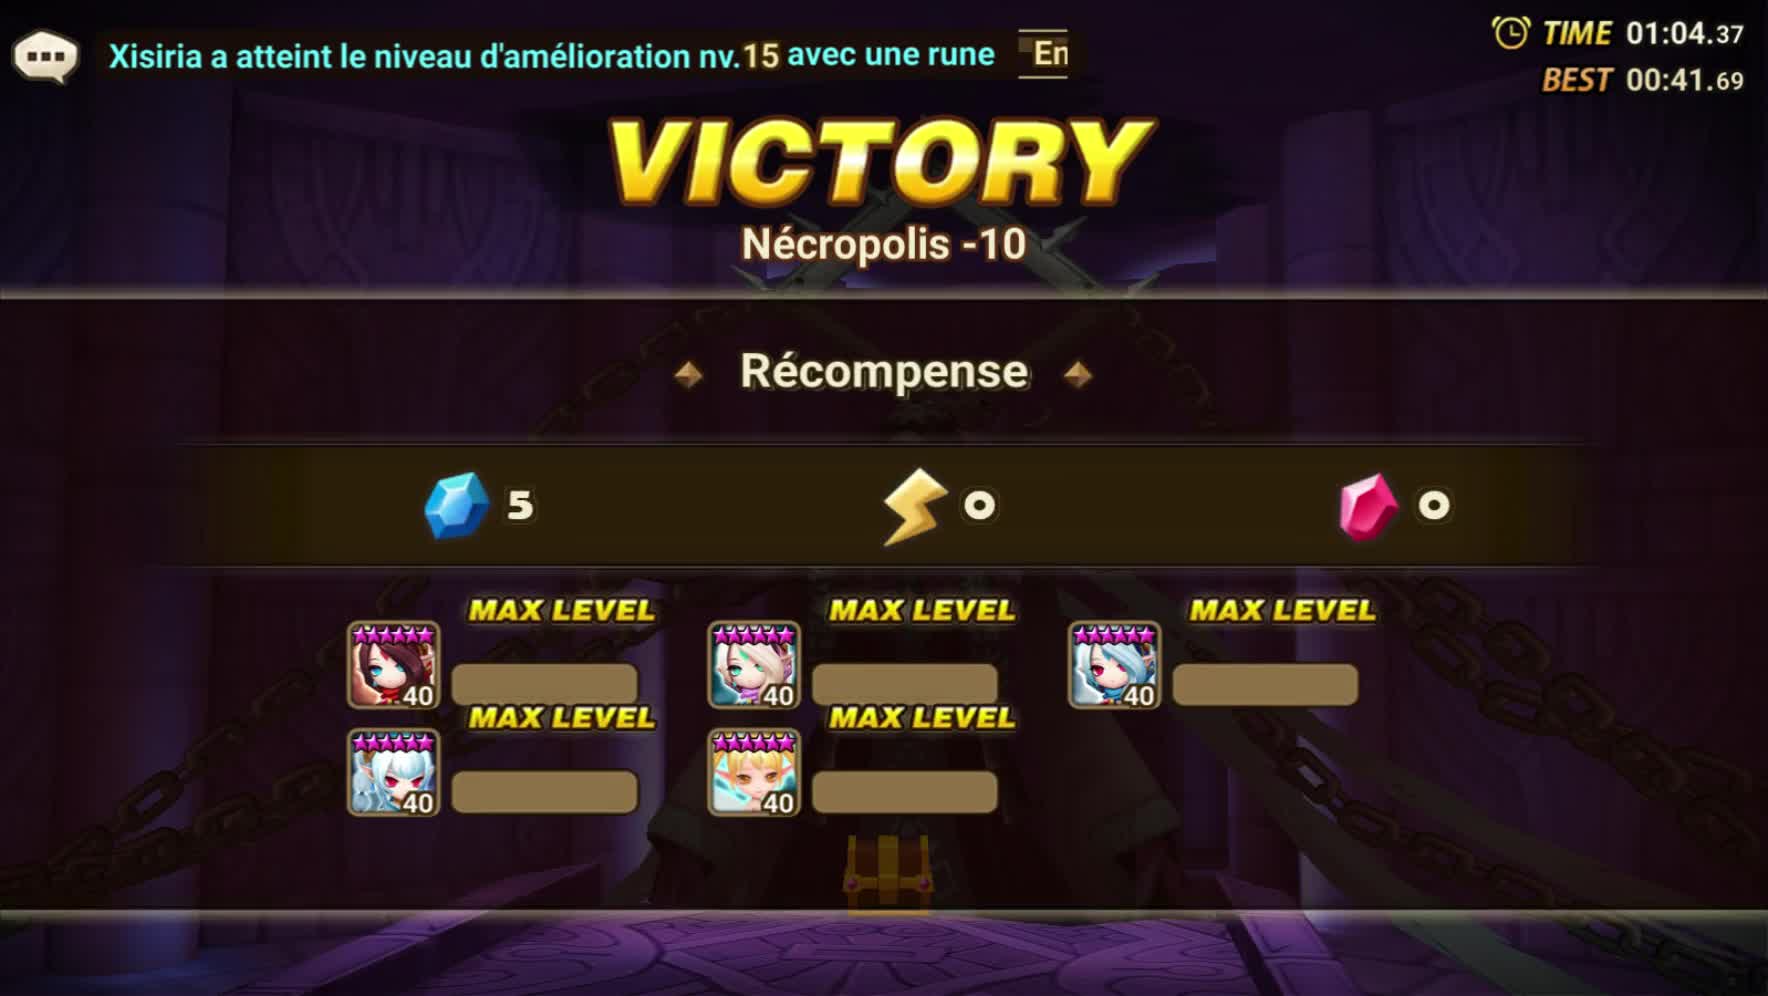 Xisiria a atteint le niveau d'amélioration nv.15 avec une rune En
TIME 01:04.37
BEST 00:41.69
VICTORY
Nécropolis -10
Récompense
5 0 0
MAX LEVEL MAX LEVEL MAX LEVEL
40 40 40
MAX LEVEL MAX LEVEL
40 40